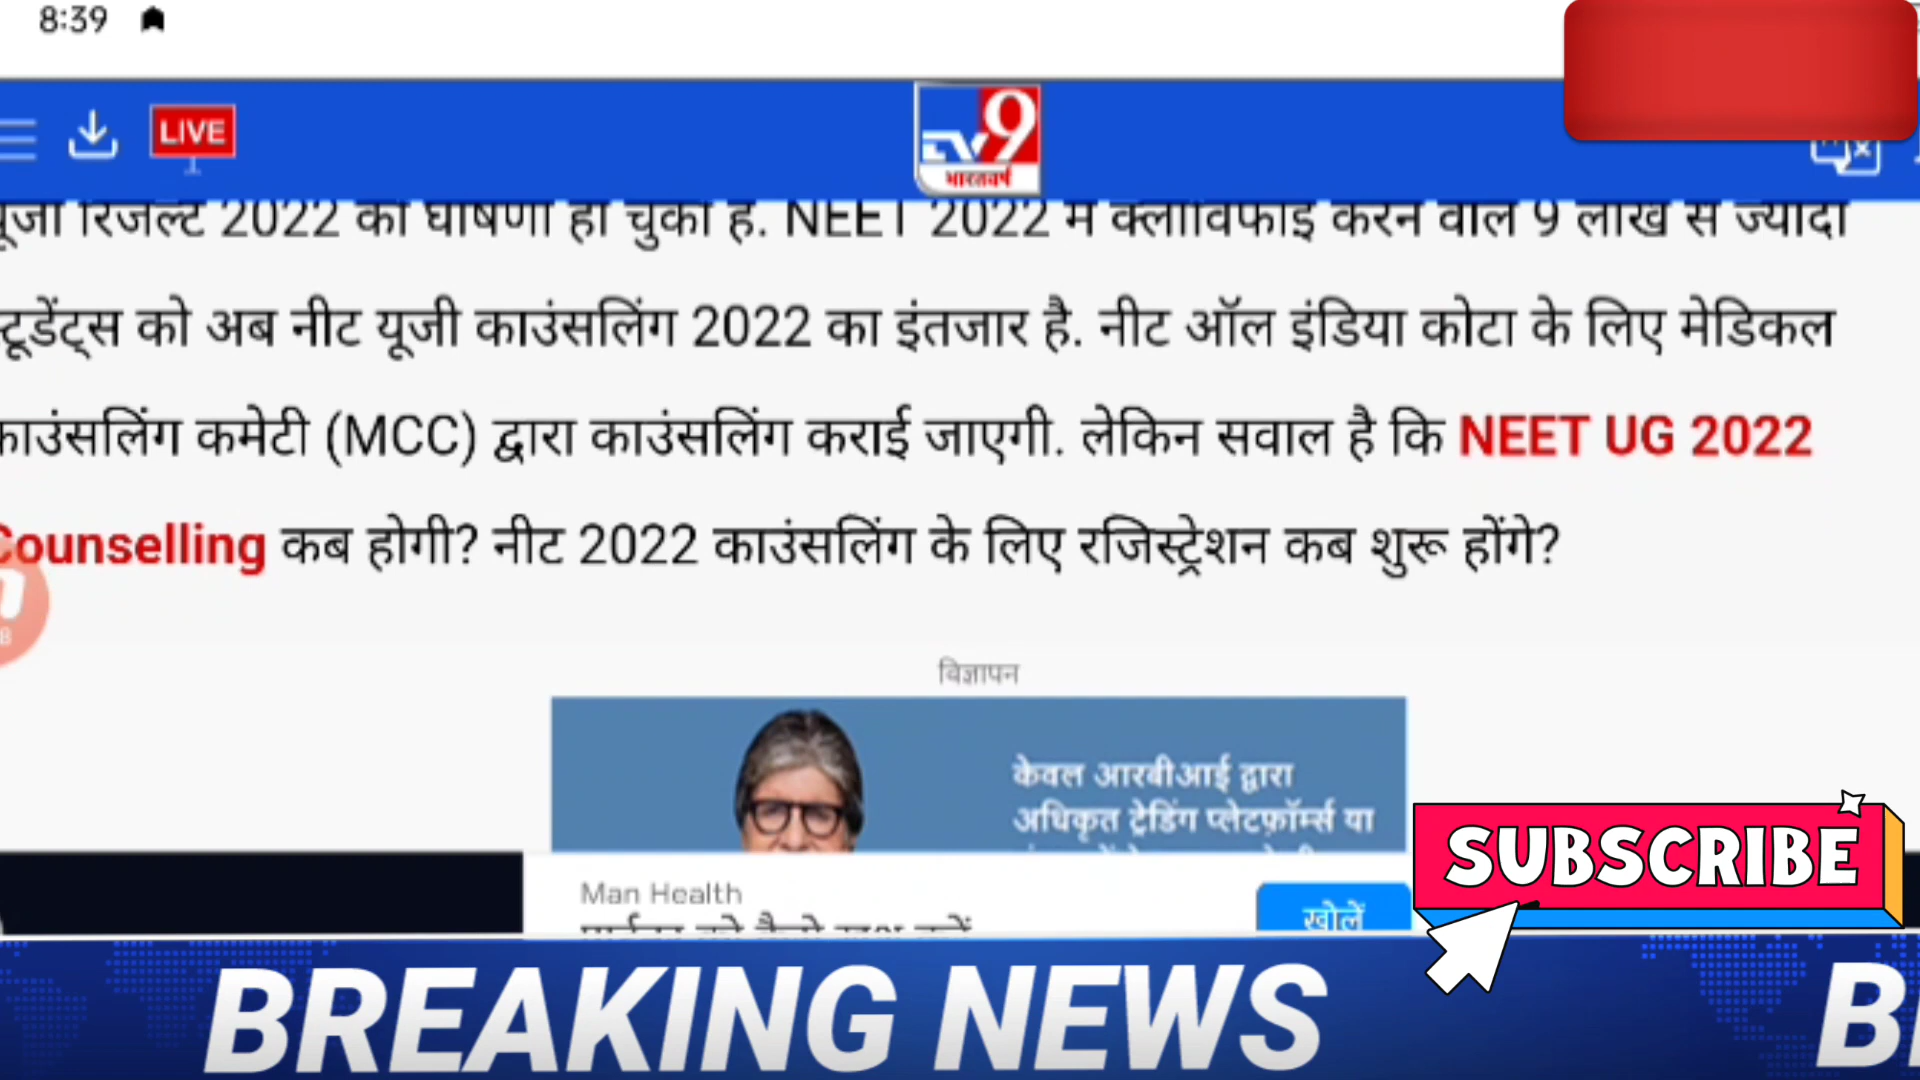 8:39
LIVE
TV9
भारतवर्ष
यूजी रिजल्ट 2022 की घोषणा हो चुकी है. NEET 2022 में क्वालिफाई करने वाले 9 लाख से ज्यादा
स्टूडेंट्स को अब नीट यूजी काउंसलिंग 2022 का इंतजार है. नीट ऑल इंडिया कोटा के लिए मेडिकल
काउंसलिंग कमेटी (MCC) द्वारा काउंसलिंग कराई जाएगी. लेकिन सवाल है कि NEET UG 2022
Counselling कब होगी? नीट 2022 काउंसलिंग के लिए रजिस्ट्रेशन कब शुरू होंगे?
विज्ञापन
केवल आरबीआई द्वारा
अधिकृत ट्रेडिंग प्लेटफ़ॉर्म्स या
Man Health
खोलें
SUBSCRIBE
BREAKING NEWS